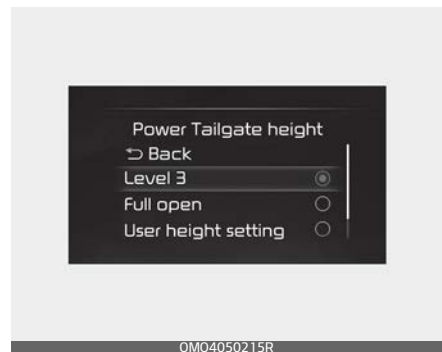 Power Tailgate height
Back
Level 3
Full open
User height setting
OMO4050215R